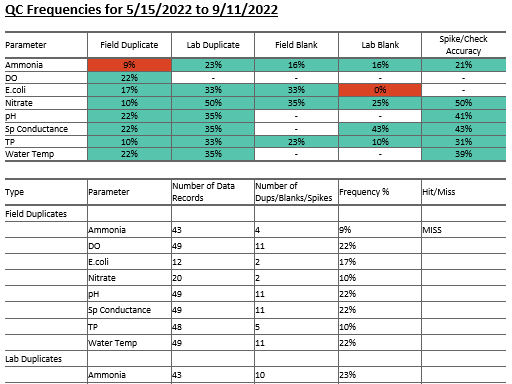 QC Frequencies for 5/15/2022 to 9/11/2022
Parameter Field Duplicate Lab Duplicate Field Blank Lab Blank Spike/Check Accuracy
Ammonia 9% 23% 16% 16% 21%
DO 22% - - - -
E.coli 17% 33% 33% 0% -
Nitrate 10% 50% 35% 25% 50%
pH 22% 35% - - 41%
Sp Conductance 22% 35% - 43% 43%
TP 10% 33% 23% 10% 31%
Water Temp 22% 35% - - 39%
Type Parameter Number of Data Records Number of Dups/Blanks/Spikes Frequency % Hit/Miss
Field Duplicates
Ammonia 43 4 9% MISS
DO 49 11 22%
E.coli 12 2 17%
Nitrate 20 2 10%
pH 49 11 22%
Sp Conductance 49 11 22%
TP 48 5 10%
Water Temp 49 11 22%
Lab Duplicates
Ammonia 43 10 23%